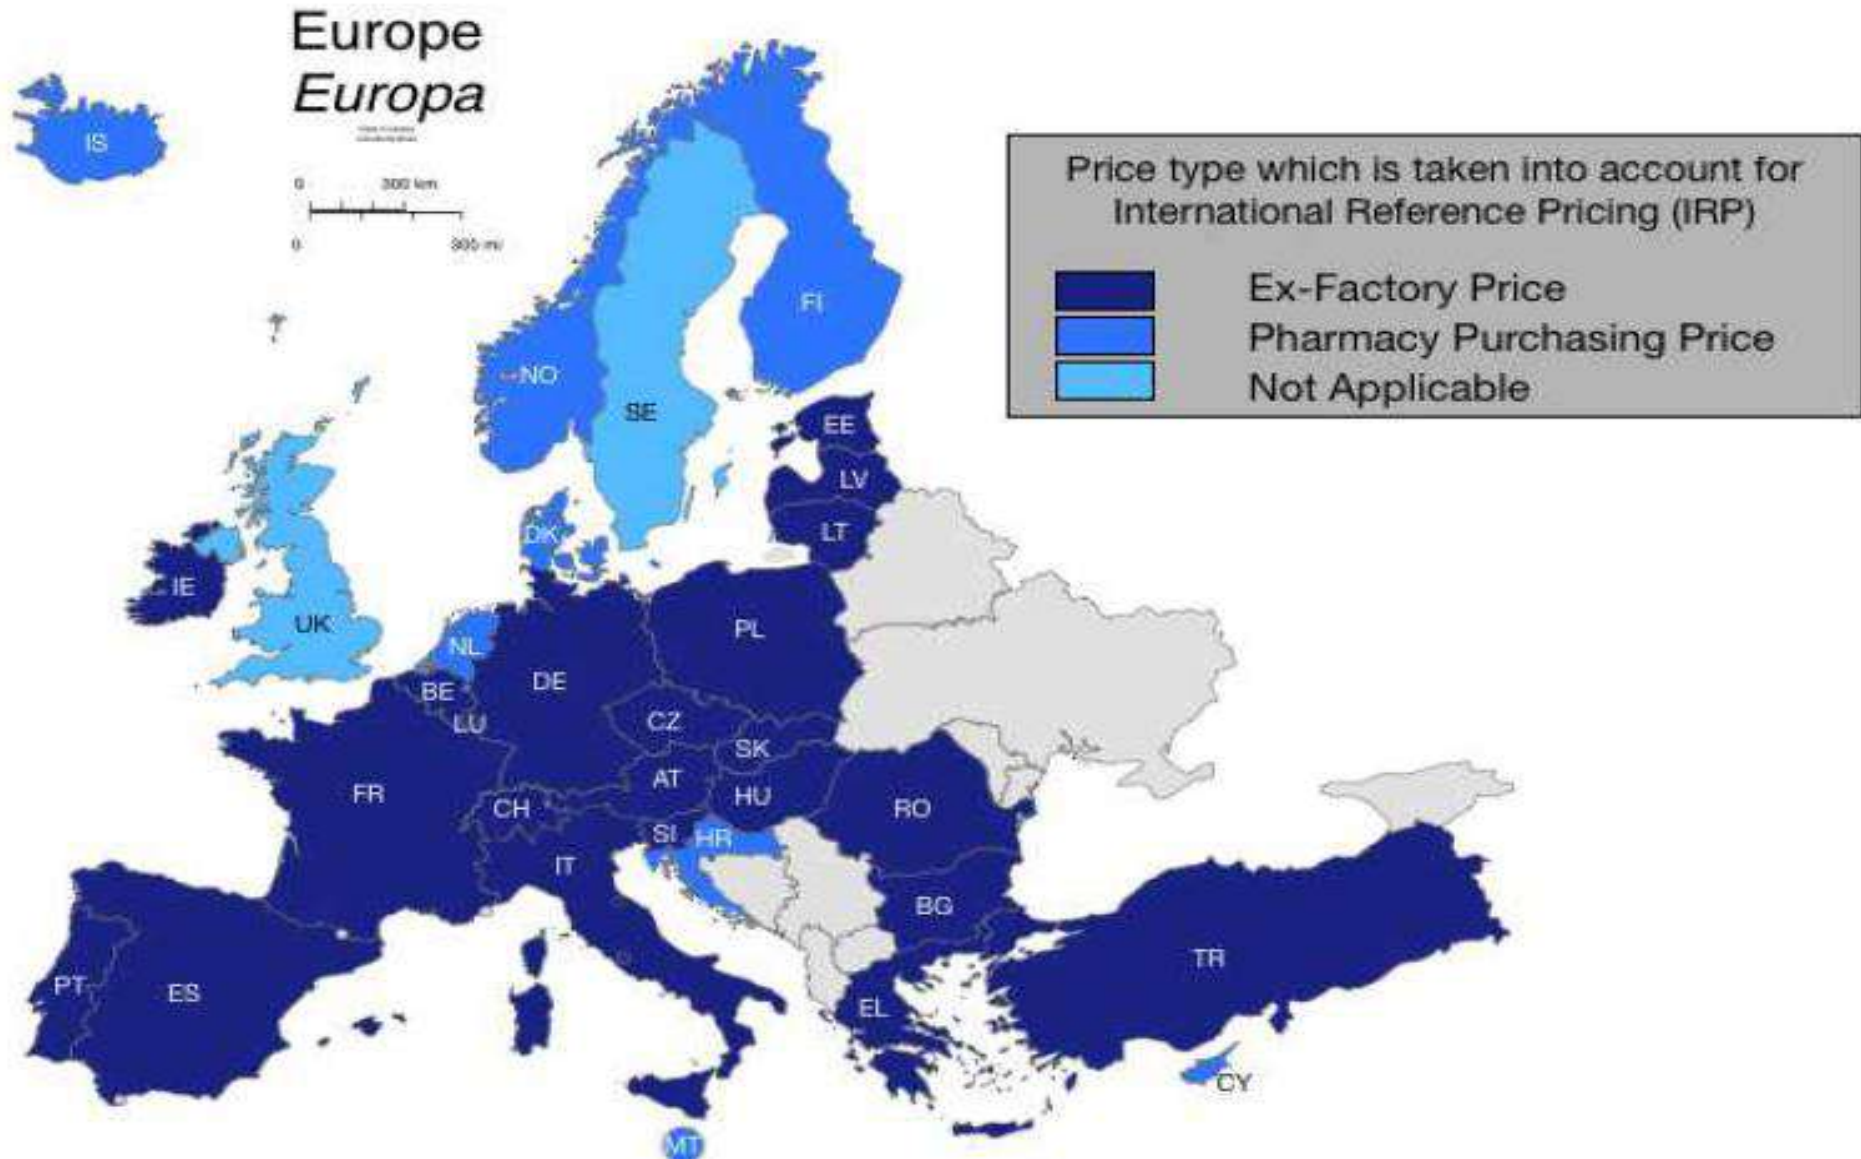 Europe
Europa
0 300 km
0 300 mi
Price type which is taken into account for
International Reference Pricing (IRP)
Ex-Factory Price
Pharmacy Purchasing Price
Not Applicable
IS
FI
NO
SE
EE
LV
LT
DK
IE
UK
NL
PL
DE
BE
LU
CZ
SK
AT
HU
FR
CH
RO
SI
HR
IT
BG
PT
ES
TR
EL
CY
MT